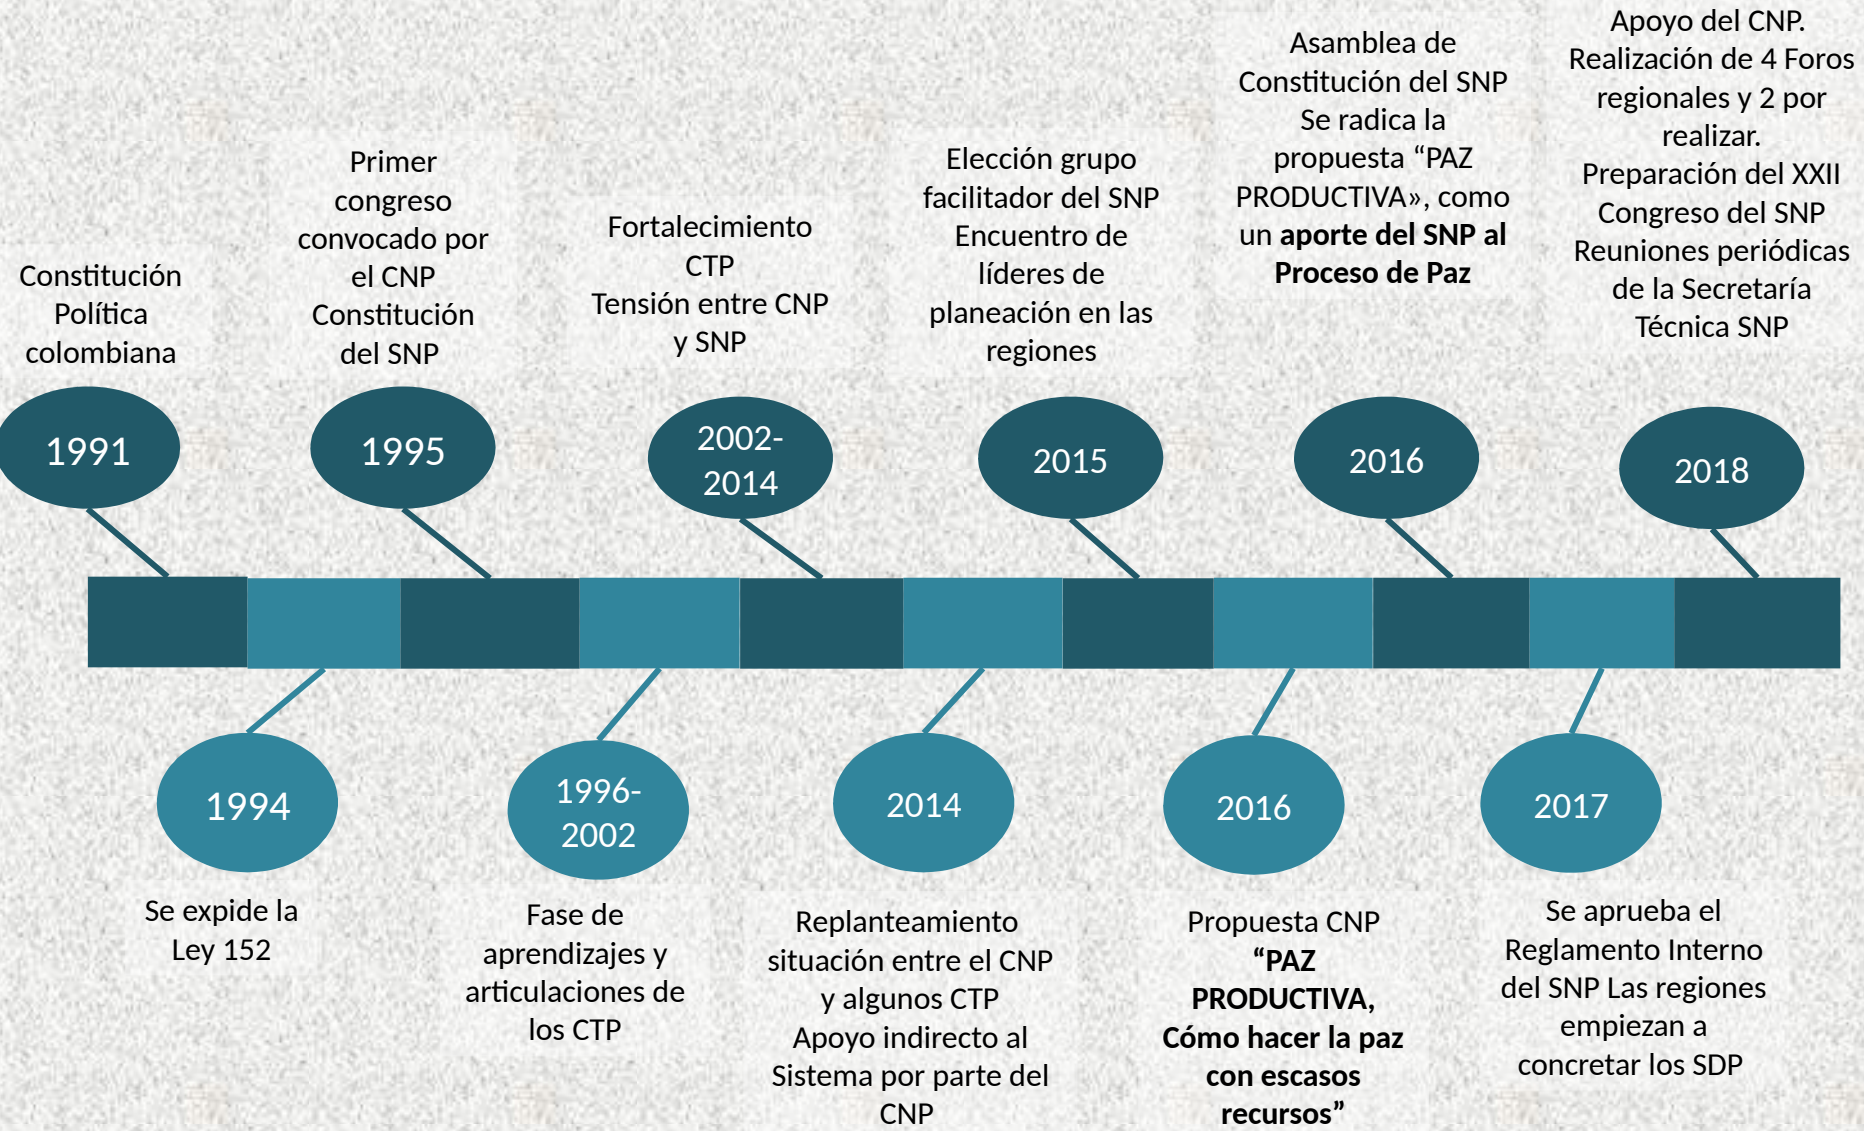 Constitución
Política
colombiana
1991
Se expide la
Ley 152
1994
Primer
congreso
convocado por
el CNP
Constitución
del SNP
1995
1996-
2002
Fase de
aprendizajes y
articulaciones de
los CTP
Fortalecimiento
CTP
Tensión entre CNP
y SNP
2002-
2014
2014
Replanteamiento
situación entre el CNP
y algunos CTP
Apoyo indirecto al
Sistema por parte del
CNP
Elección grupo
facilitador del SNP
Encuentro de
líderes de
planeación en las
regiones
2015
2016
Propuesta CNP
“PAZ
PRODUCTIVA,
Cómo hacer la paz
con escasos
recursos”
Asamblea de
Constitución del SNP
Se radica la
propuesta “PAZ
PRODUCTIVA», como
un aporte del SNP al
Proceso de Paz
2016
2017
Se aprueba el
Reglamento Interno
del SNP Las regiones
empiezan a
concretar los SDP
Apoyo del CNP.
Realización de 4 Foros
regionales y 2 por
realizar.
Preparación del XXII
Congreso del SNP
Reuniones periódicas
de la Secretaría
Técnica SNP
2018